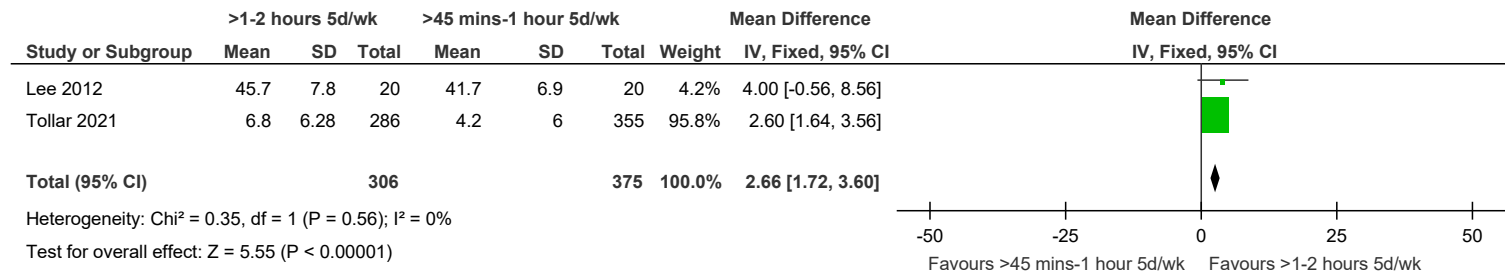 >1-2 hours 5d/wk >45 mins-1 hour 5d/wk Mean Difference Mean Difference
Study or Subgroup Mean SD Total Mean SD Total Weight IV, Fixed, 95% CI IV, Fixed, 95% CI
Lee 2012 45.7 7.8 20 41.7 6.9 20 4.2% 4.00 [-0.56, 8.56]
Tollar 2021 6.8 6.28 286 4.2 6 355 95.8% 2.60 [1.64, 3.56]
Total (95% CI) 306 375 100.0% 2.66 [1.72, 3.60]
Heterogeneity: Chi² = 0.35, df = 1 (P = 0.56); I² = 0%
Test for overall effect: Z = 5.55 (P < 0.00001)
-50 -25 0 25 50
Favours >45 mins-1 hour 5d/wk Favours >1-2 hours 5d/wk